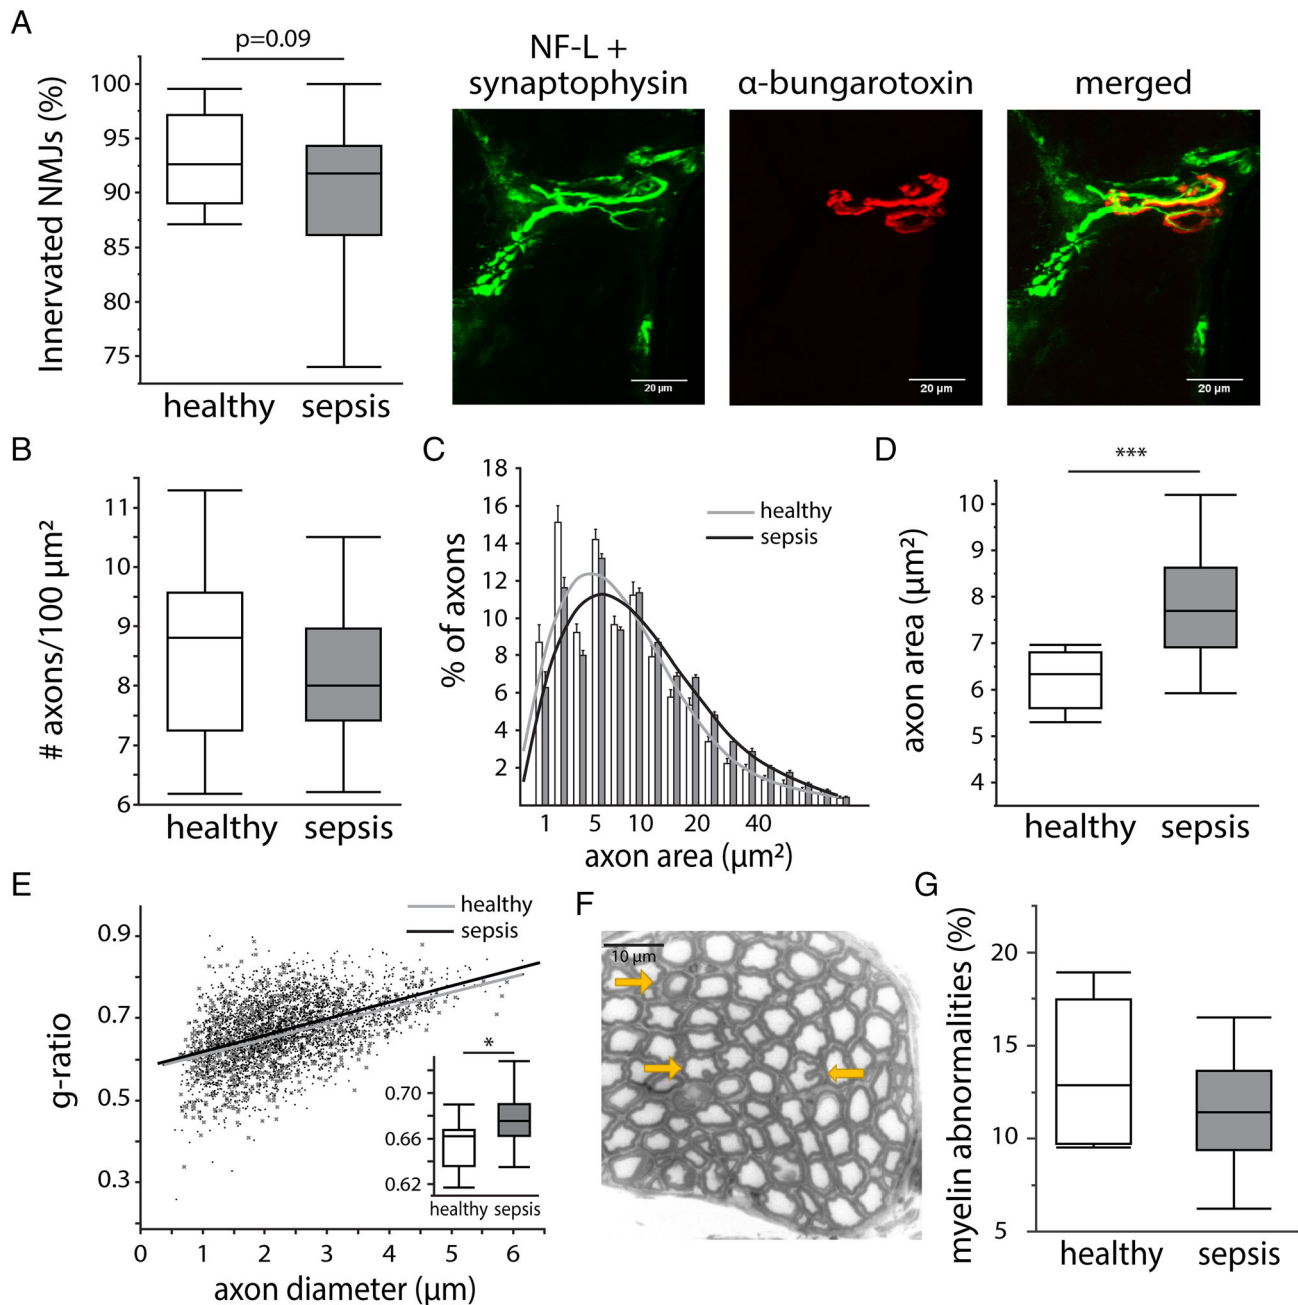 A
p=0.09
Innervated NMJs (%)
100
95
90
85
80
75
healthy
sepsis
NF-L +
synaptophysin
α-bungarotoxin
merged
20 µm
20 µm
20 µm
B
# axons/100 µm²
11
10
9
8
7
6
healthy
sepsis
C
% of axons
18
16
14
12
10
8
6
4
2
healthy
sepsis
1
5
10
20
40
axon area (µm²)
D
***
axon area (µm²)
10
9
8
7
6
5
4
healthy
sepsis
E
healthy
sepsis
g-ratio
0.9
0.7
0.5
0.3
*
0.70
0.66
0.62
healthy
sepsis
0
1
2
3
4
5
6
axon diameter (µm)
F
10 µm
G
myelin abnormalities (%)
20
15
10
5
healthy
sepsis